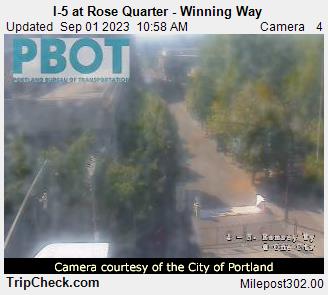 I-5 at Rose Quarter - Winning Way
Updated Sep 01 2023 10:58 AM Camera 4
PBOT
PORTLAND BUREAU OF TRANSPORTATION
Camera courtesy of the City of Portland
TripCheck.com Milepost302.00